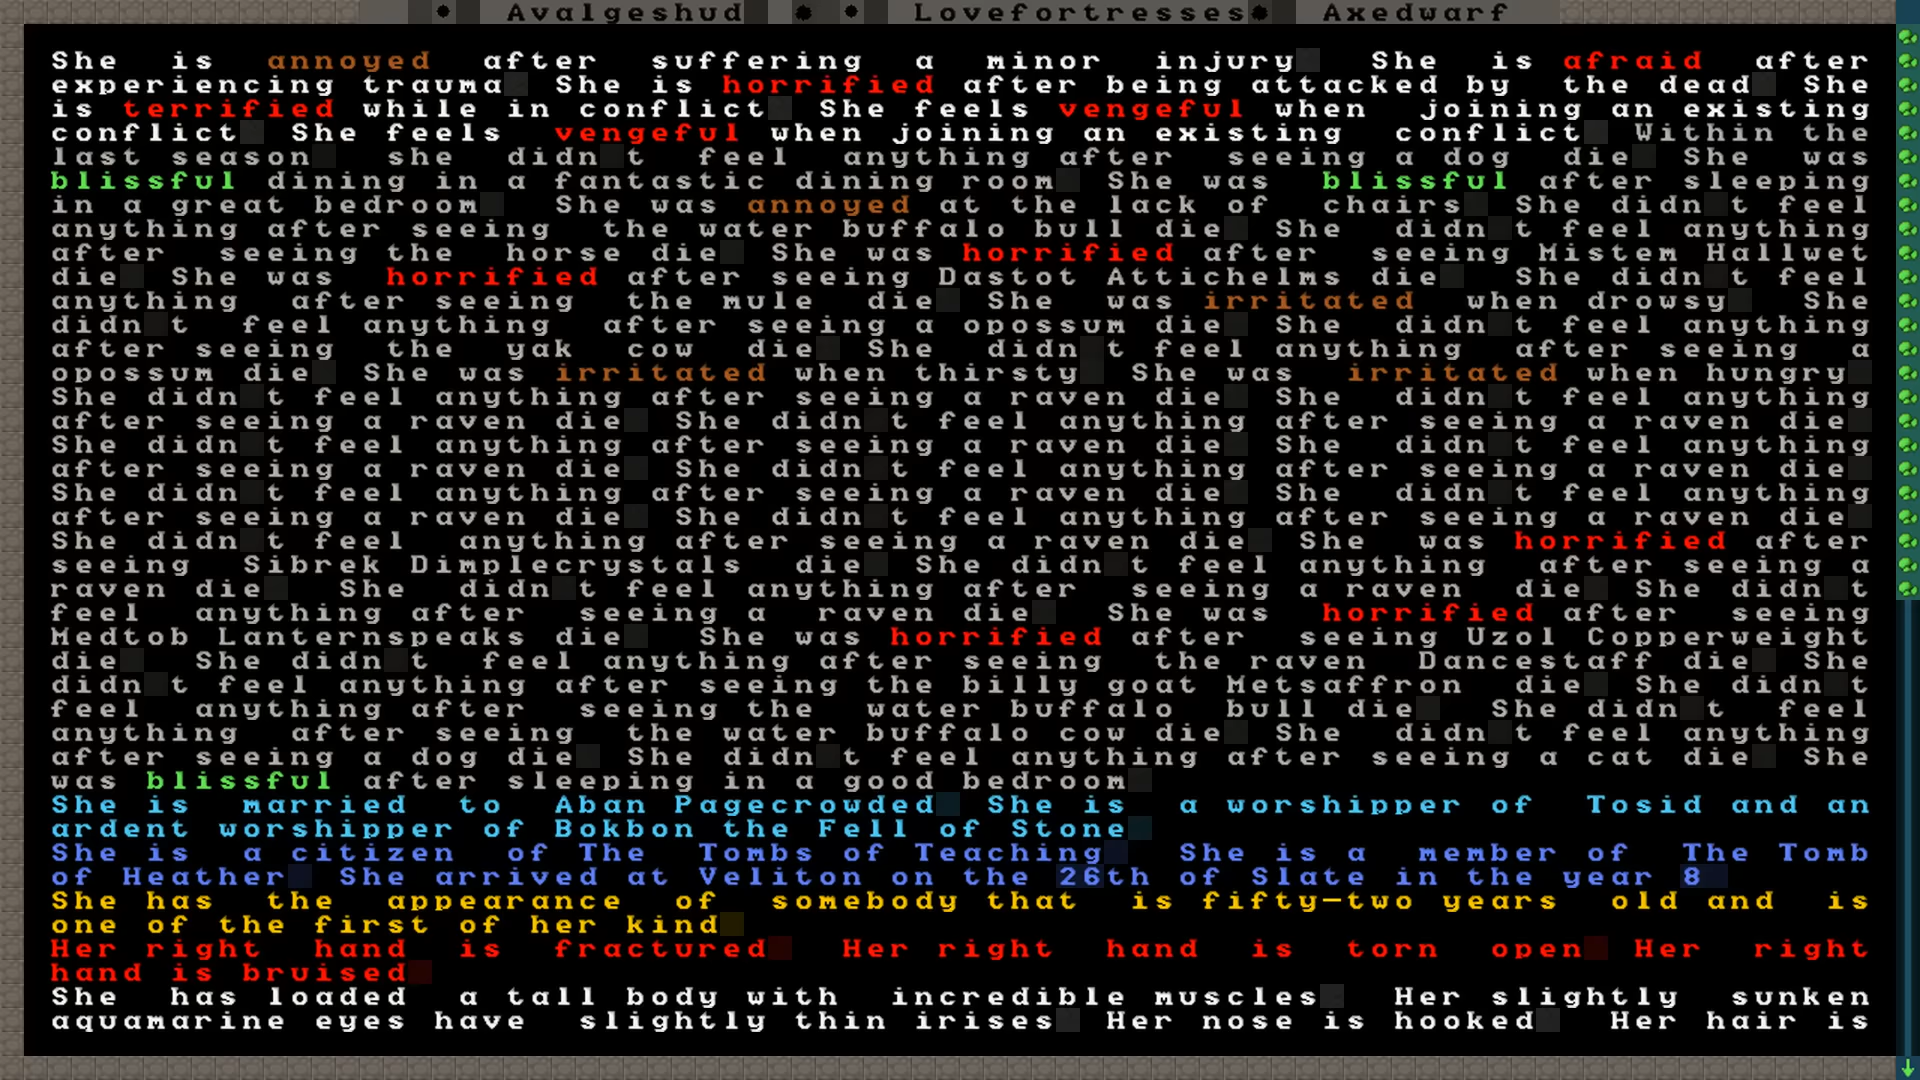 Avalgeshud Lovefortresses Axedwarf
She is annoyed after suffering a minor injury She is afraid after
experiencing trauma She is horrified after being attacked by the dead She
is terrified while in conflict She feels vengeful when joining an existing
conflict She feels vengeful when joining an existing conflict Within the
last season she didn t feel anything after seeing a dog die She was
blissful dining in a fantastic dining room She was blissful after sleeping
in a great bedroom She was annoyed at the lack of chairs She didn t feel
anything after seeing the water buffalo bull die She didn t feel anything
after seeing the horse die She was horrified after seeing Mistem Hallwet
die She was horrified after seeing Dastot Attichelms die She didn t feel
anything after seeing the mule die She was irritated when drowsy She
didn t feel anything after seeing a opossum die She didn t feel anything
after seeing the yak cow die She didn t feel anything after seeing a
opossum die She was irritated when thirsty She was irritated when hungry
She didn t feel anything after seeing a raven die She didn t feel anything
after seeing a raven die She didn t feel anything after seeing a raven die
She didn t feel anything after seeing a raven die She didn t feel anything
after seeing a raven die She didn t feel anything after seeing a raven die
She didn t feel anything after seeing a raven die She didn t feel anything
after seeing a raven die She didn t feel anything after seeing a raven die
She didn t feel anything after seeing a raven die She was horrified after
seeing Sibrek Dimplecrystals die She didn t feel anything after seeing a
raven die She didn t feel anything after seeing a raven die She didn t
feel anything after seeing a raven die She was horrified after seeing
Medtob Lanternspeaks die She was horrified after seeing Uzol Copperweight
die She didn t feel anything after seeing the raven Dancestaff die She
didn t feel anything after seeing the billy goat Metsaffron die She didn t
feel anything after seeing the water buffalo bull die She didn t feel
anything after seeing the water buffalo cow die She didn t feel anything
after seeing a dog die She didn t feel anything after seeing a cat die She
was blissful after sleeping in a good bedroom
She is married to Aban Pagecrowded She is a worshipper of Tosid and an
ardent worshipper of Bokbon the Fell of Stone
She is a citizen of The Tombs of Teaching She is a member of The Tomb
of Heather She arrived at Veliton on the 26th of Slate in the year 8
She has the appearance of somebody that is fifty-two years old and is
one of the first of her kind
Her right hand is fractured Her right hand is torn open Her right
hand is bruised
She has loaded a tall body with incredible muscles Her slightly sunken
aquamarine eyes have slightly thin irises Her nose is hooked Her hair is